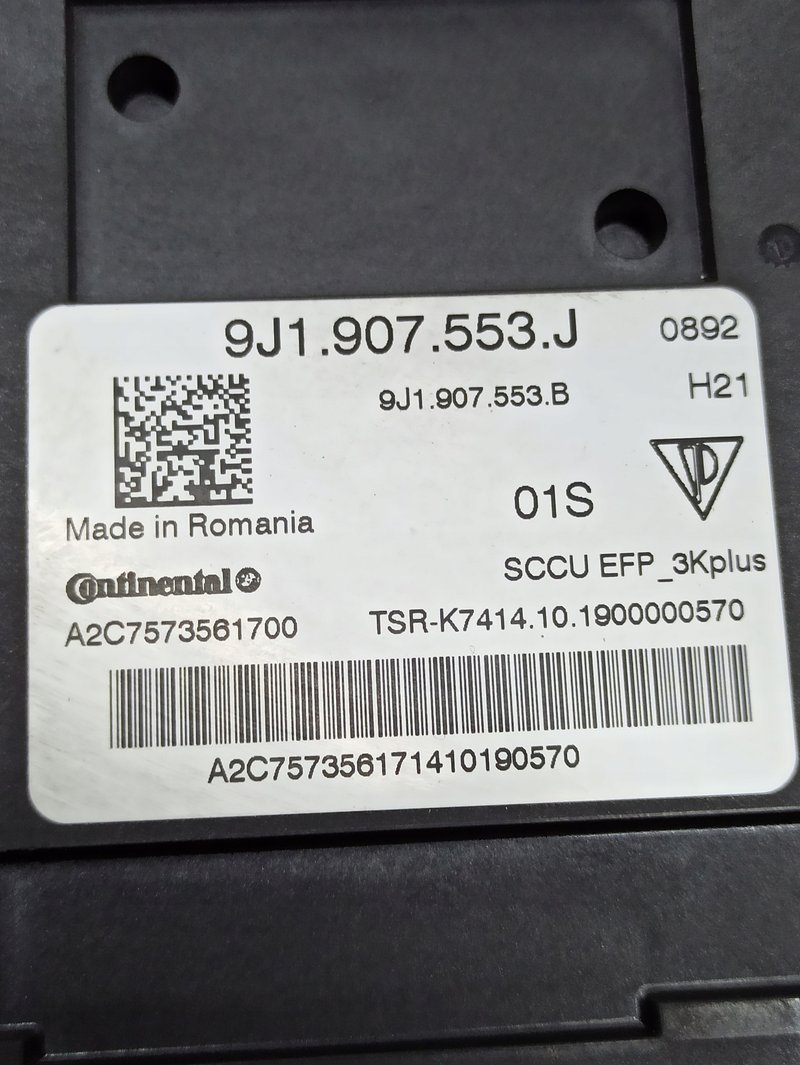 9J1.907.553.J 0892
9J1.907.553.B H21
01S
Made in Romania
SCCU EFP_3Kplus
Continental
A2C7573561700 TSR-K7414.10.1900000570
A2C757356171410190570